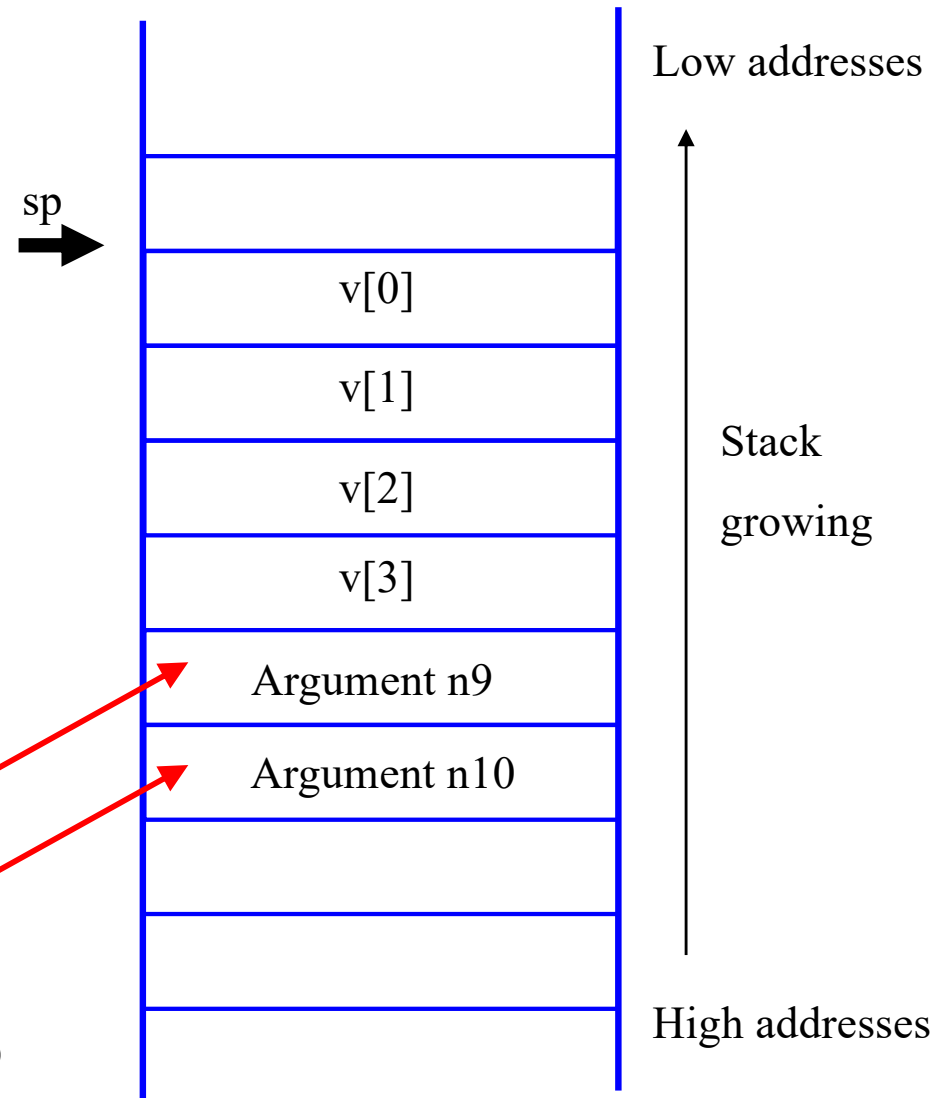 Low addresses
sp
v[0]
v[1]
v[2]
Stack
growing
v[3]
Argument n9
Argument n10
High addresses
)